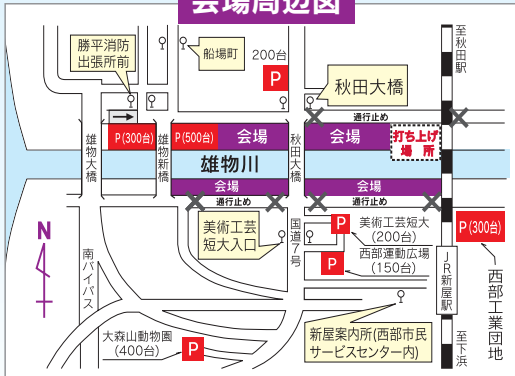 会場周辺図
至秋田駅
勝平消防
出張所前
船場町
200台
P
秋田大橋
通行止め
P(300台)
P(500台)
会場
会場
打ち上げ
場所
雄物大橋
雄物新橋
雄物川
秋田大橋
会場
会場
通行止め
通行止め
美術工芸
短大入口
国道7号
P
美術工芸短大
(200台)
P(300台)
N
西部運動広場
(150台)
P
南バイパス
JR新屋駅
西部工業団地
大森山動物園
(400台)
P
新屋案内所(西部市民
サービスセンター内)
至下浜